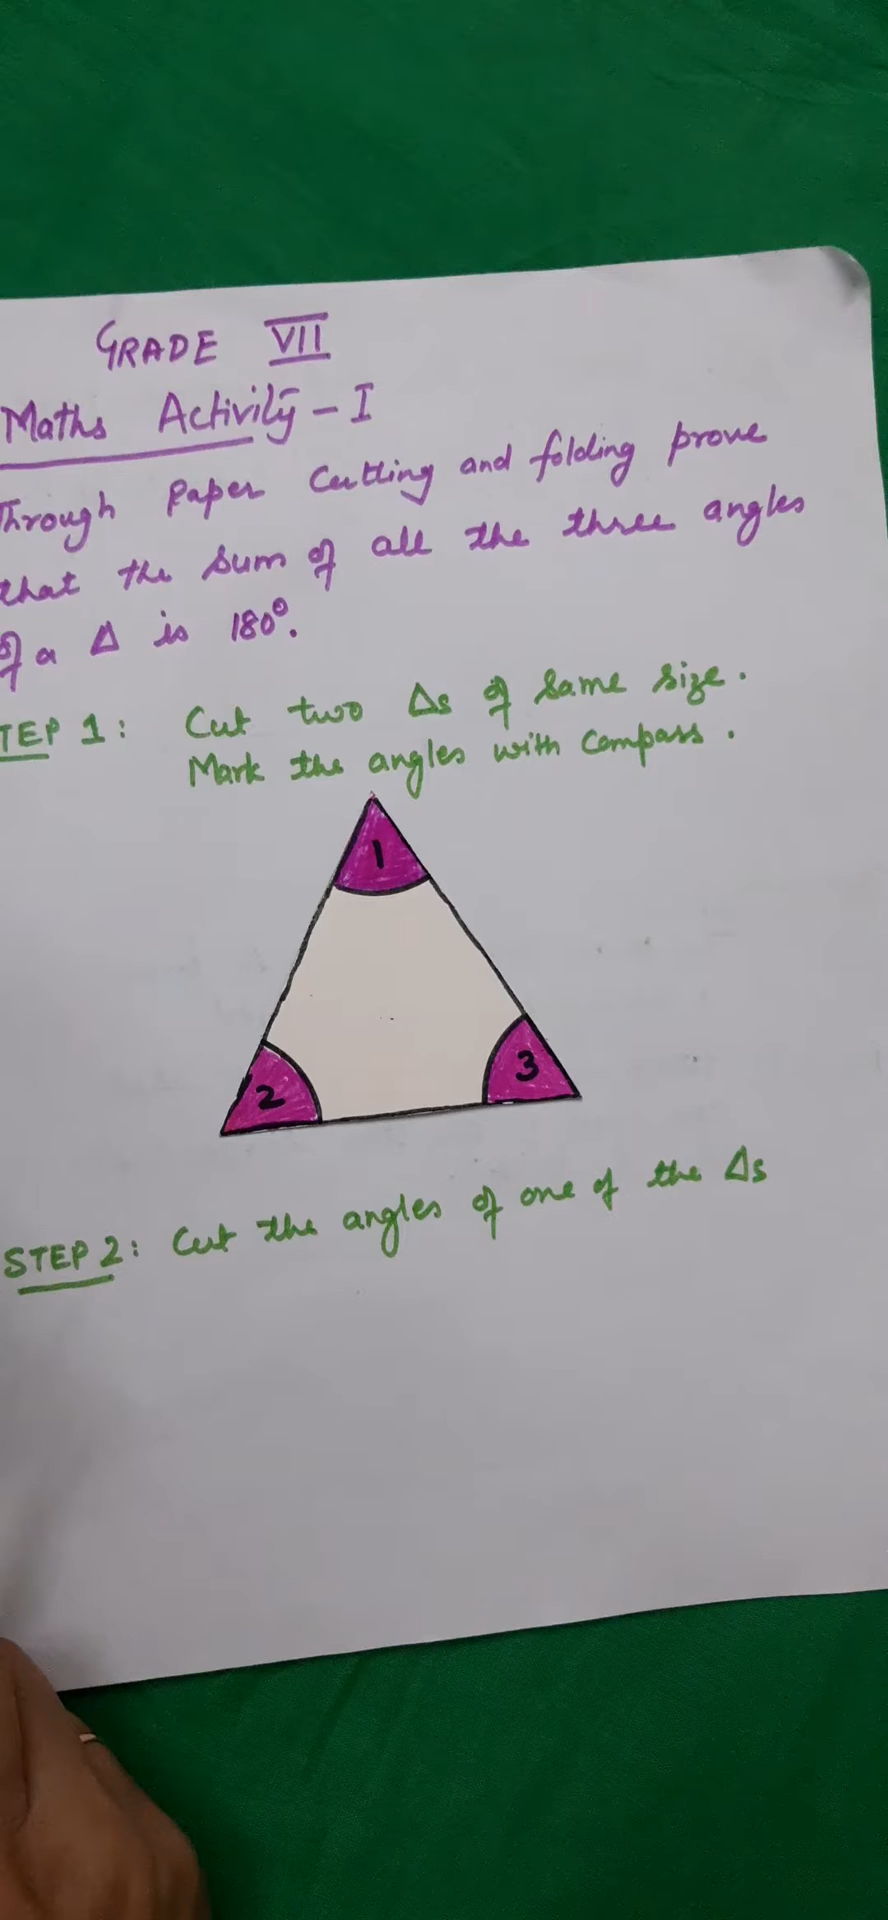 GRADE VII
Maths Activity - I
Through Paper Cutting and folding prove
that the sum of all the three angles
of a Δ is 180°.
STEP 1: Cut two Δs of same size.
Mark the angles with compass.
1
2
3
STEP 2: Cut the angles of one of the Δs